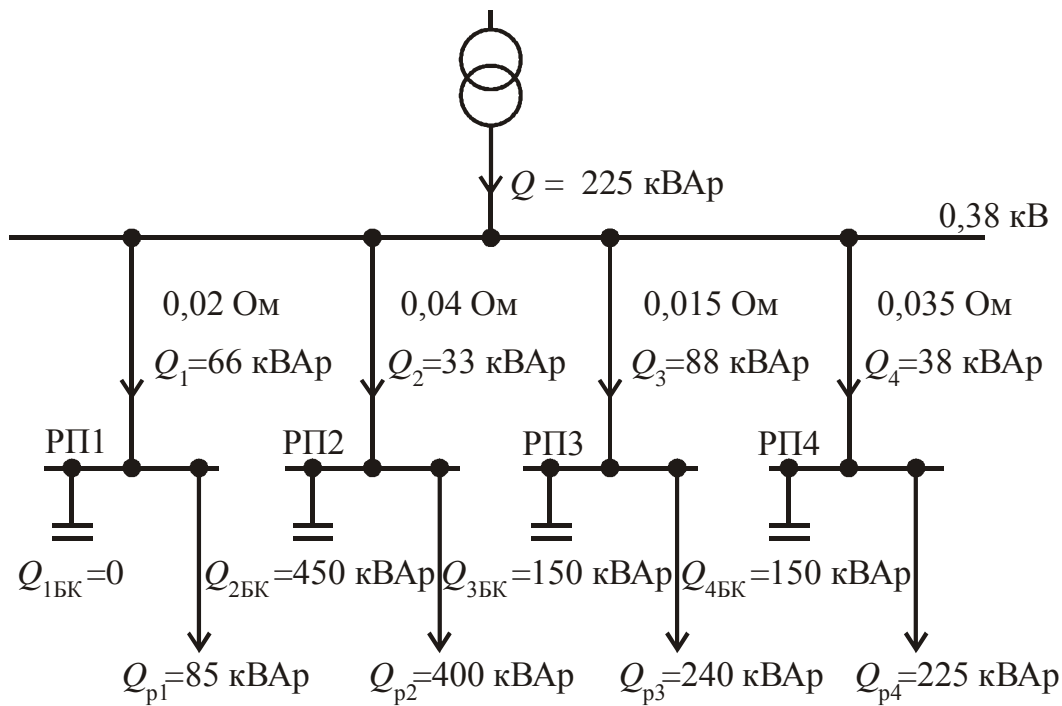 Q = 225 кВАр
0,38 кВ
0,02 Ом 0,04 Ом 0,015 Ом 0,035 Ом
Q1=66 кВАр Q2=33 кВАр Q3=88 кВАр Q4=38 кВАр
РП1 РП2 РП3 РП4
Q1БК=0 Q2БК=450 кВАр Q3БК=150 кВАр Q4БК=150 кВАр
Qр1=85 кВАр Qр2=400 кВАр Qр3=240 кВАр Qр4=225 кВАр